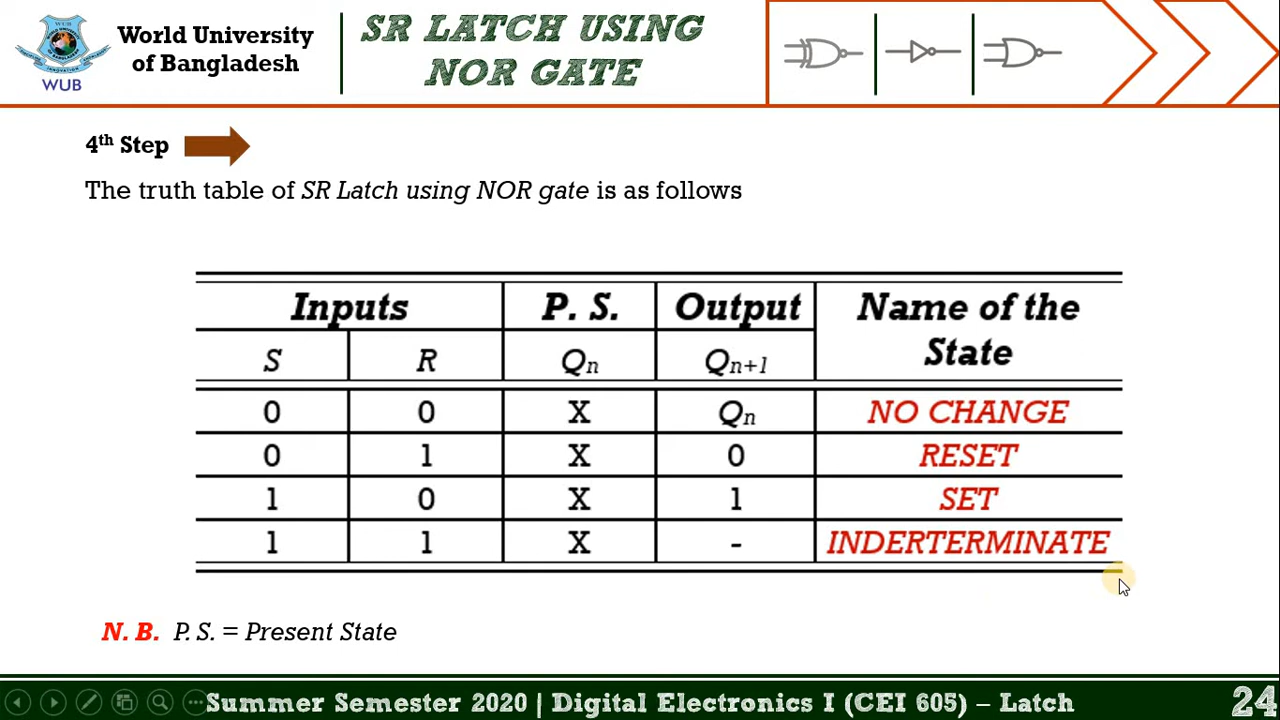 World University
of Bangladesh
WUB
SR LATCH USING
NOR GATE
4th Step
The truth table of SR Latch using NOR gate is as follows
Inputs P. S. Output Name of the State
S R Qn Qn+1
0 0 X Qn NO CHANGE
0 1 X 0 RESET
1 0 X 1 SET
1 1 X - INDERTERMINATE
N. B. P. S. = Present State
Summer Semester 2020 | Digital Electronics I (CEI 605) – Latch 24